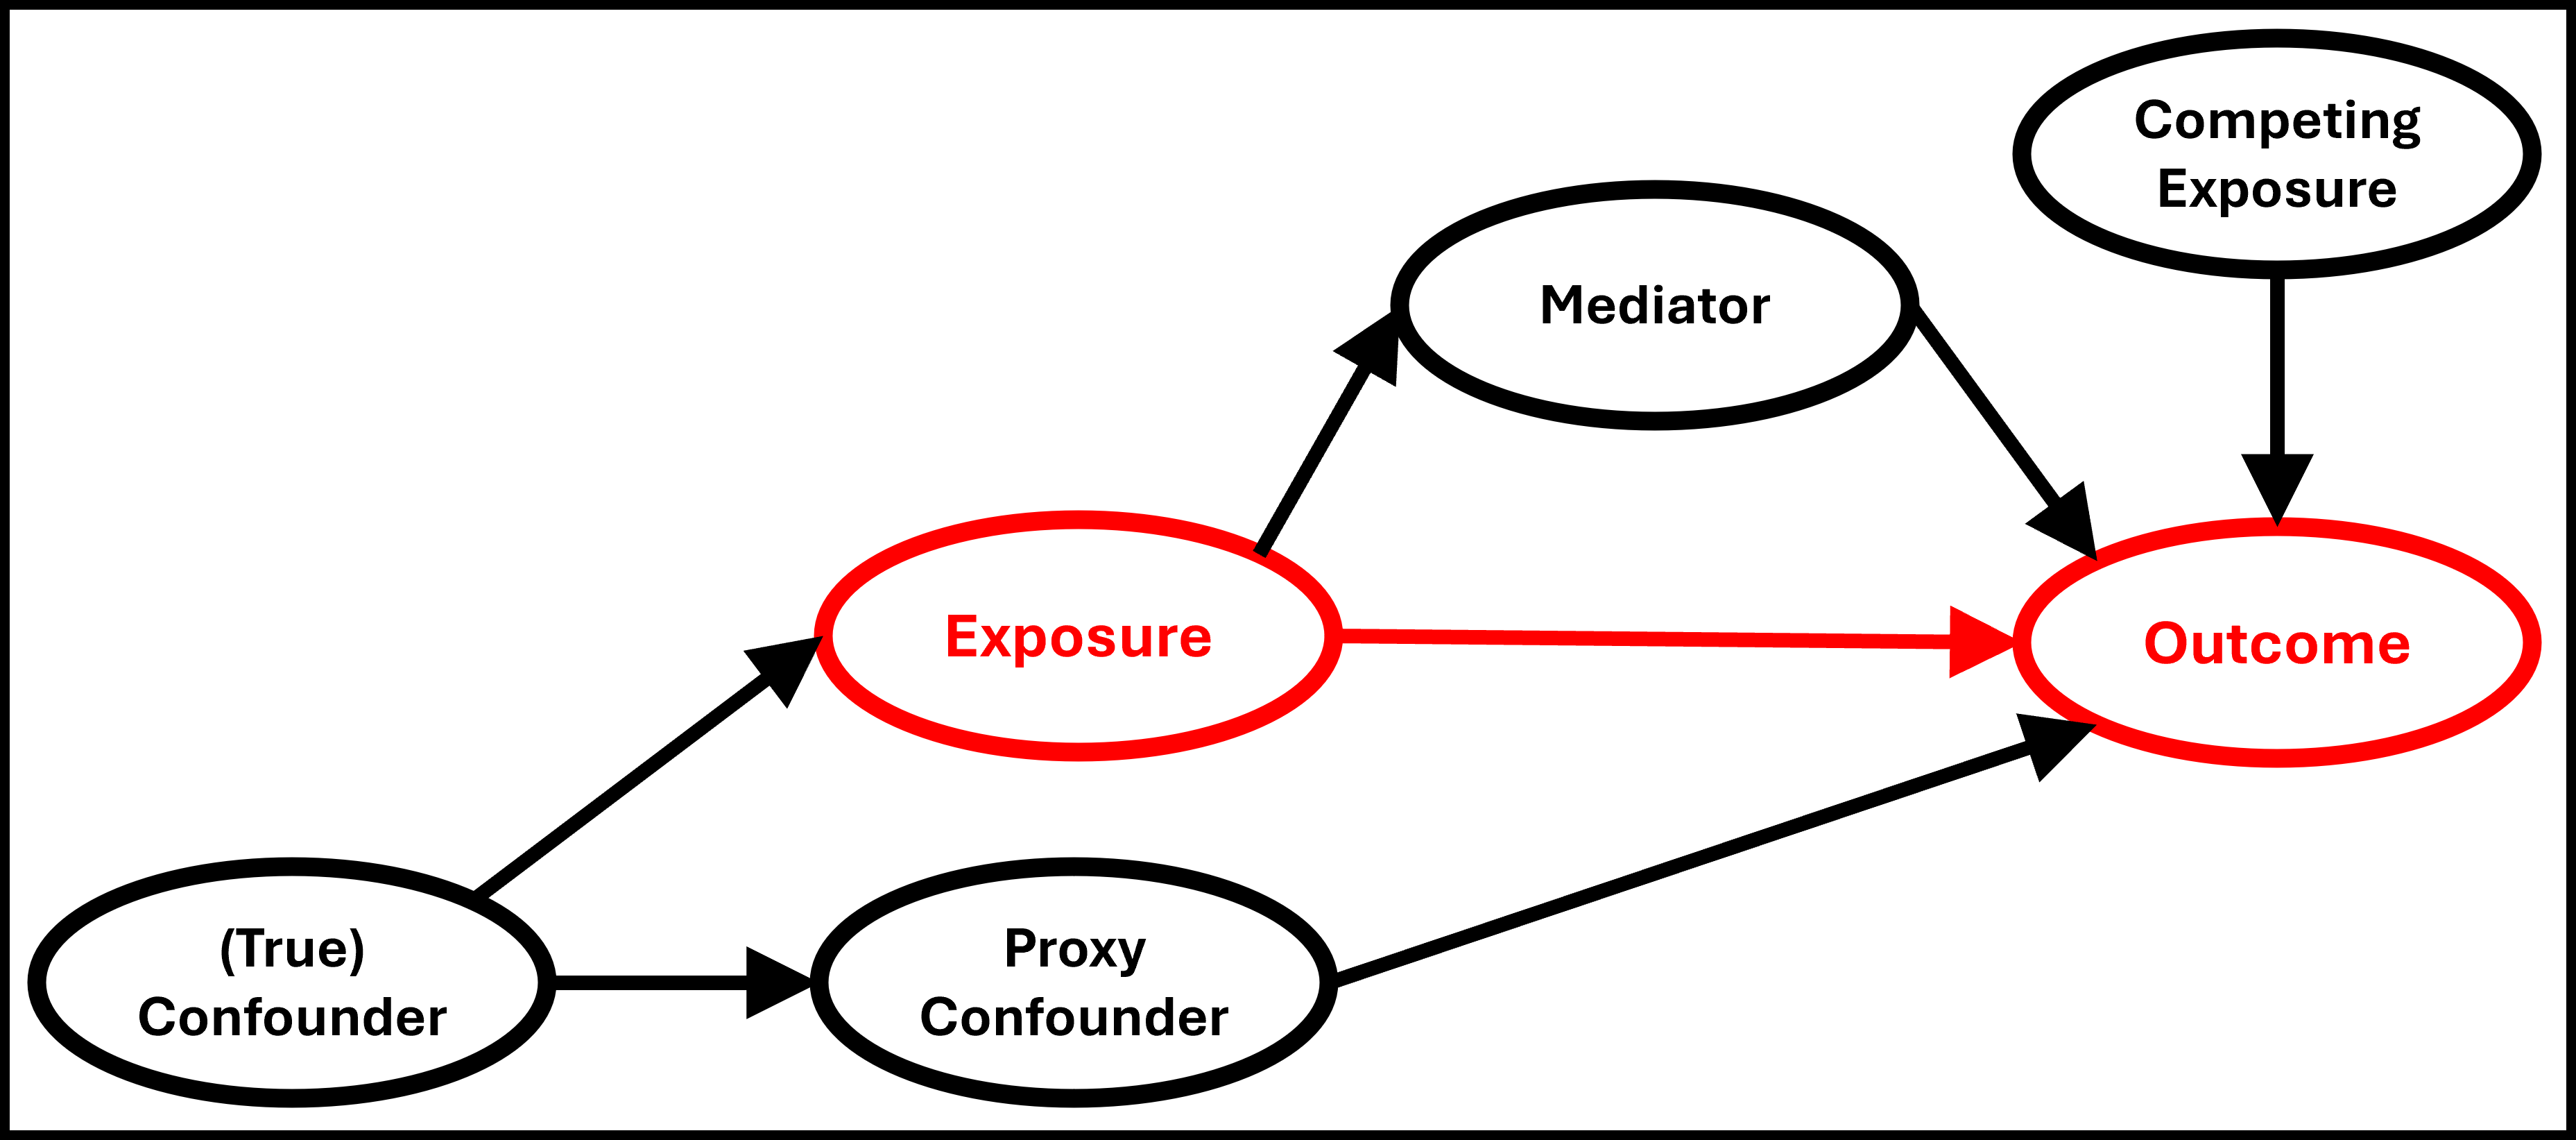 Competing
Exposure
Mediator
Exposure
Outcome
(True)
Confounder
Proxy
Confounder